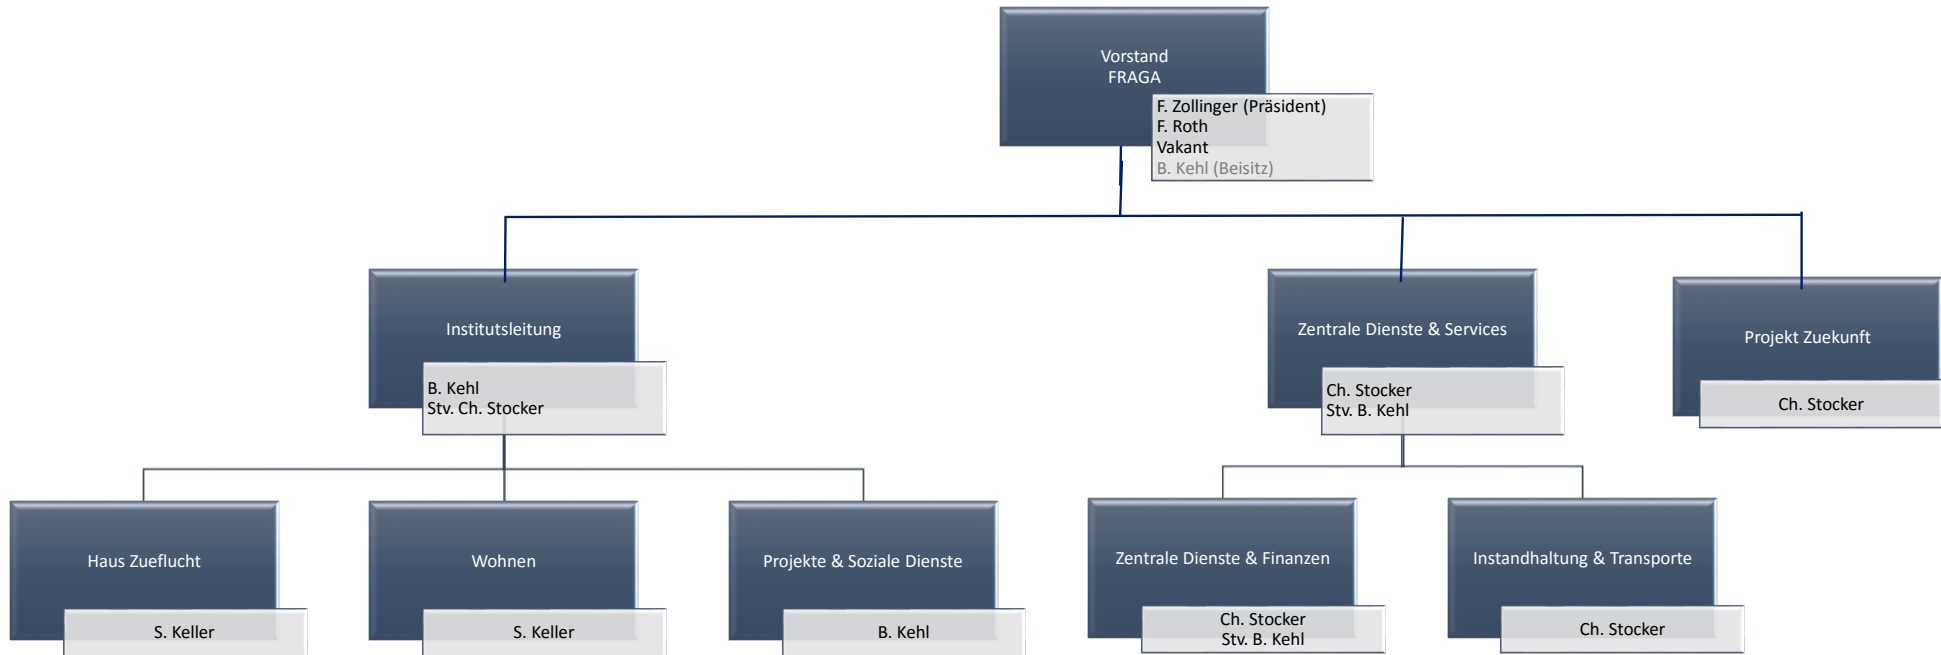 Vorstand
FRAGA
F. Zollinger (Präsident)
F. Roth
Vakant
B. Kehl (Beisitz)
Institutsleitung
B. Kehl
Stv. Ch. Stocker
Zentrale Dienste & Services
Ch. Stocker
Stv. B. Kehl
Projekt Zuekunft
Ch. Stocker
Haus Zueflucht
S. Keller
Wohnen
S. Keller
Projekte & Soziale Dienste
B. Kehl
Zentrale Dienste & Finanzen
Ch. Stocker
Stv. B. Kehl
Instandhaltung & Transporte
Ch. Stocker